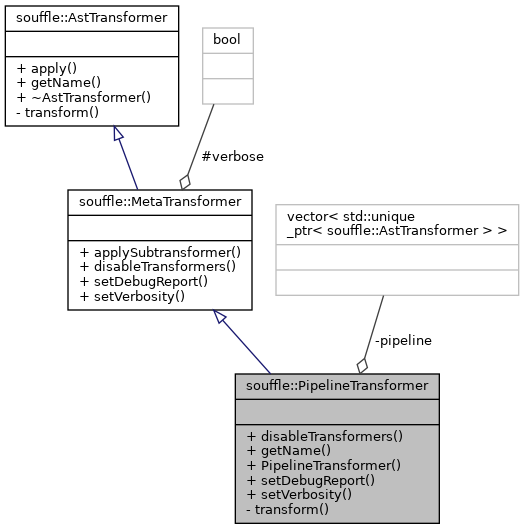 souffle::AstTransformer
+ apply()
+ getName()
+ ~AstTransformer()
- transform()
bool
#verbose
souffle::MetaTransformer
+ applySubtransformer()
+ disableTransformers()
+ setDebugReport()
+ setVerbosity()
vector< std::unique
_ptr< souffle::AstTransformer > >
-pipeline
souffle::PipelineTransformer
+ disableTransformers()
+ getName()
+ PipelineTransformer()
+ setDebugReport()
+ setVerbosity()
- transform()